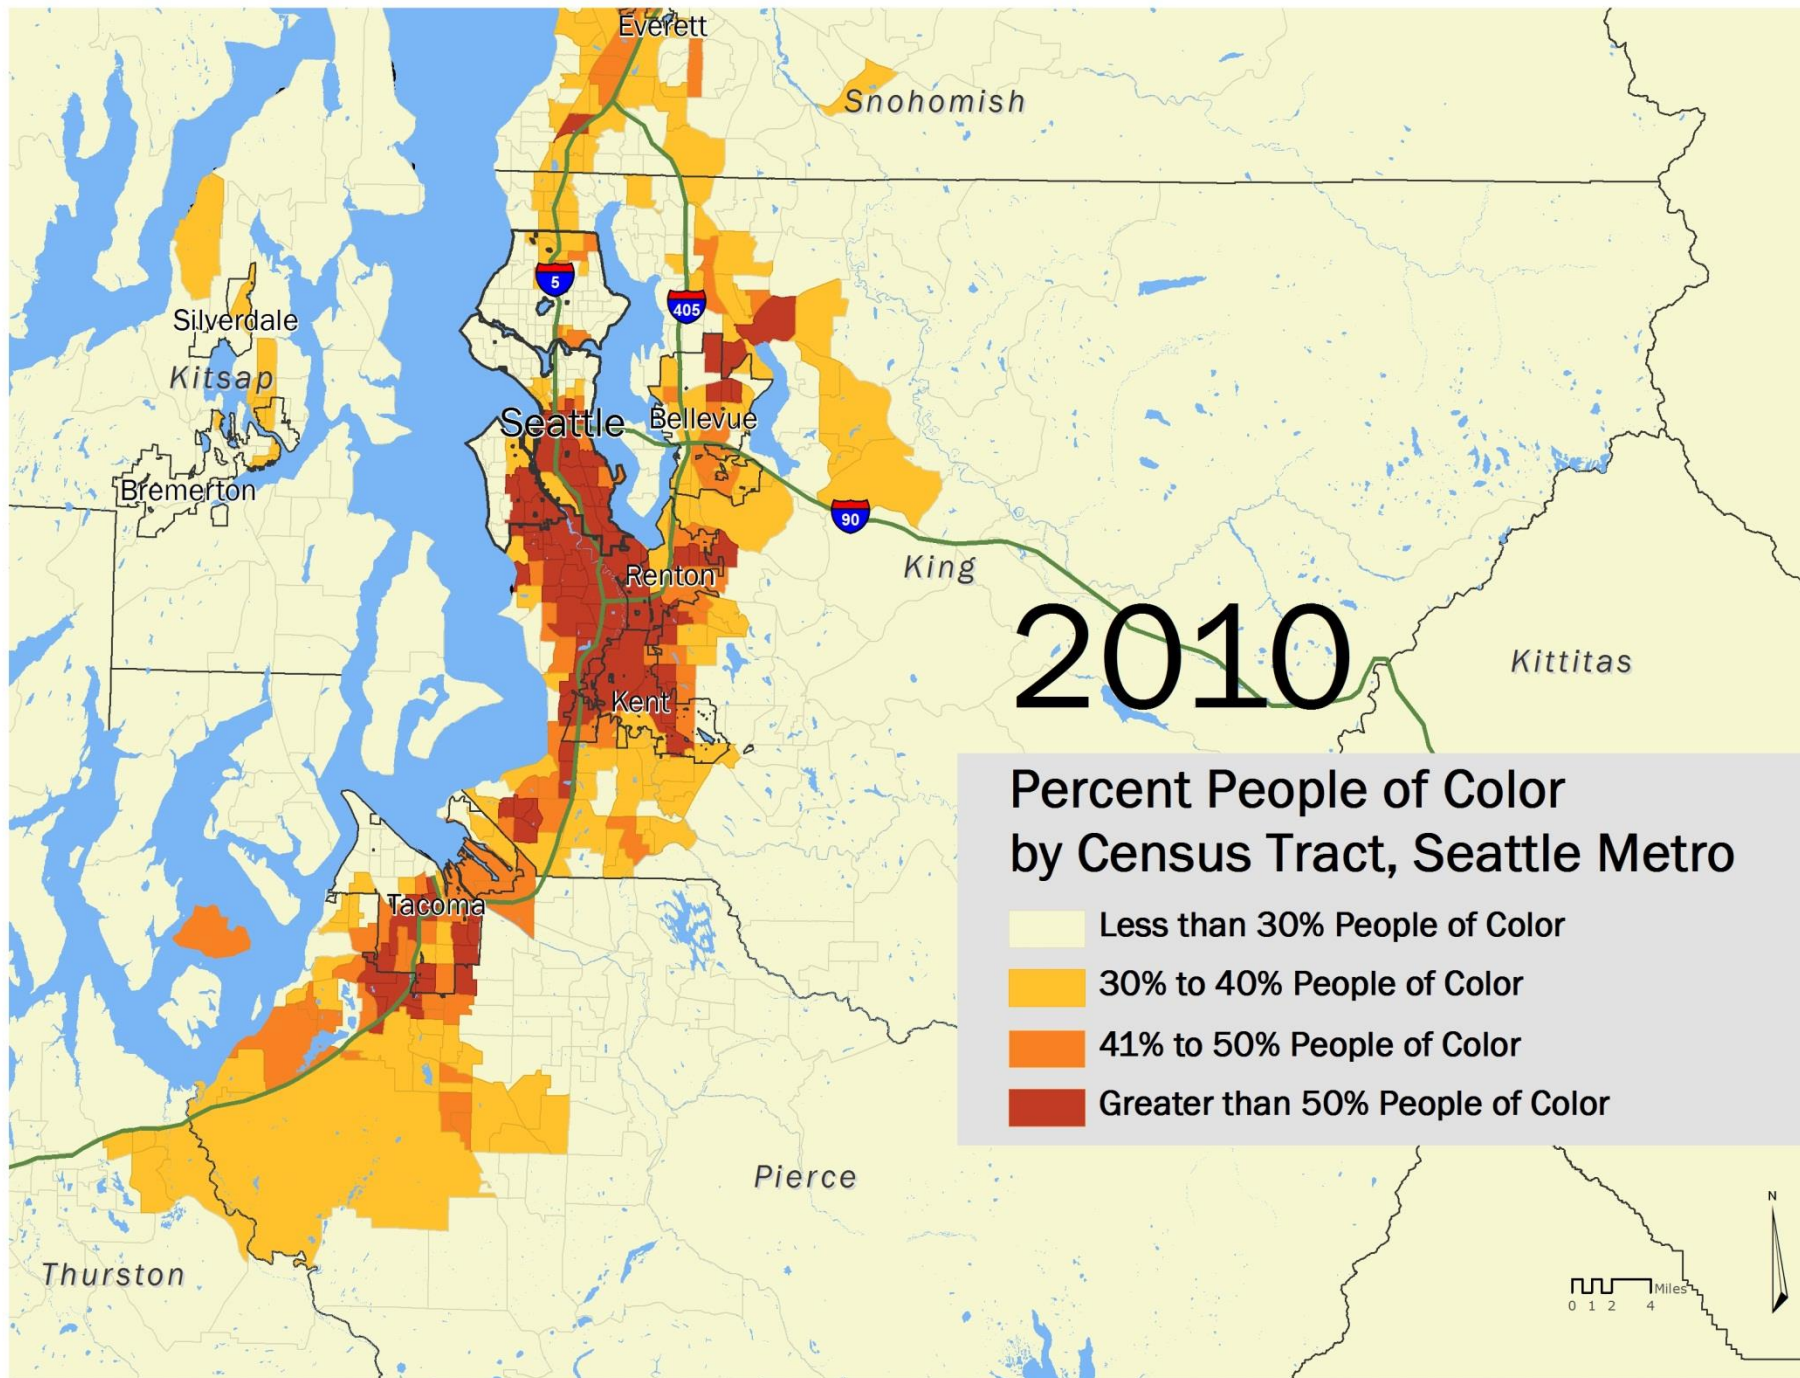 Everett
Snohomish
5
405
Silverdale
Kitsap
Seattle
Bellevue
Bremerton
90
King
Renton
2010
Kittitas
Kent
Percent People of Color
by Census Tract, Seattle Metro
Less than 30% People of Color
30% to 40% People of Color
41% to 50% People of Color
Greater than 50% People of Color
Tacoma
Pierce
Thurston
N
Miles
0 1 2 4